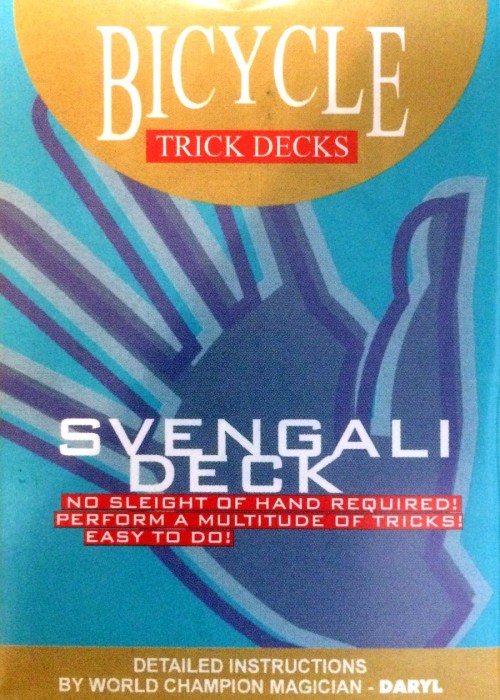 BICYCLE
TRICK DECKS
SVENGALI
DECK
NO SLEIGHT OF HAND REQUIRED!
PERFORM A MULTITUDE OF TRICKS!
EASY TO DO!
DETAILED INSTRUCTIONS
BY WORLD CHAMPION MAGICIAN - DARYL